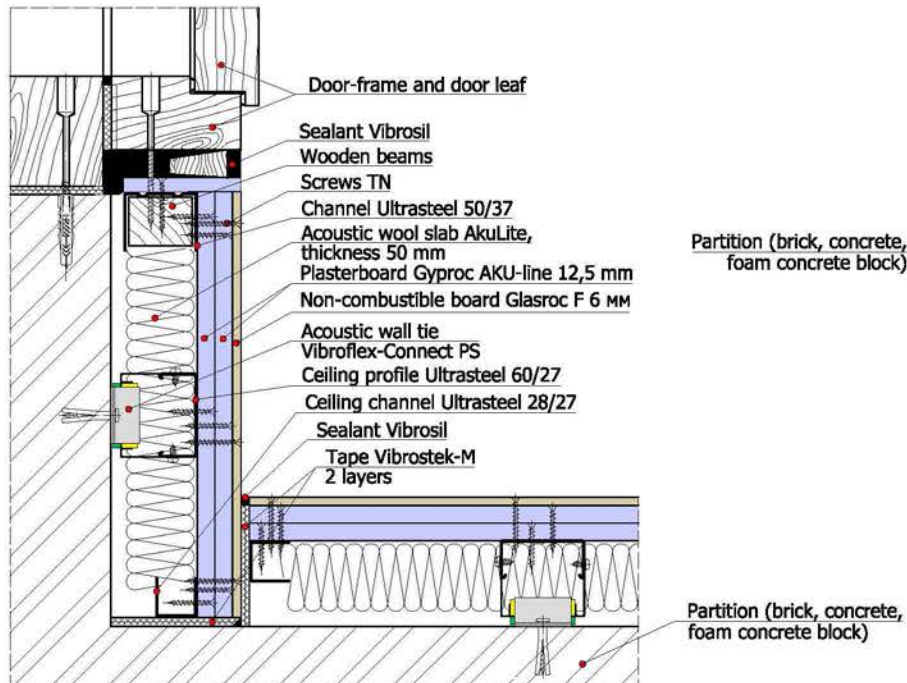 Door-frame and door leaf
Sealant Vibrosil
Wooden beams
Screws TN
Channel Ultrasteel 50/37
Acoustic wool slab AkuLite,
thickness 50 mm
Plasterboard Gyproc AKU-line 12,5 mm
Non-combustible board Glasroc F 6 мм
Acoustic wall tie
Vibroflex-Connect PS
Ceiling profile Ultrasteel 60/27
Ceiling channel Ultrasteel 28/27
Sealant Vibrosil
Tape Vibrostek-M
2 layers
Partition (brick, concrete,
foam concrete block)
Partition (brick, concrete,
foam concrete block)